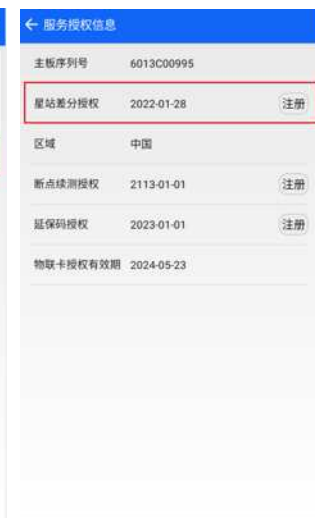 ← 服务授权信息
主板序列号 6013C00995
星站差分授权 2022-01-28 注册
区域 中国
断点续测授权 2113-01-01 注册
延保码授权 2023-01-01 注册
物联卡授权有效期 2024-05-23